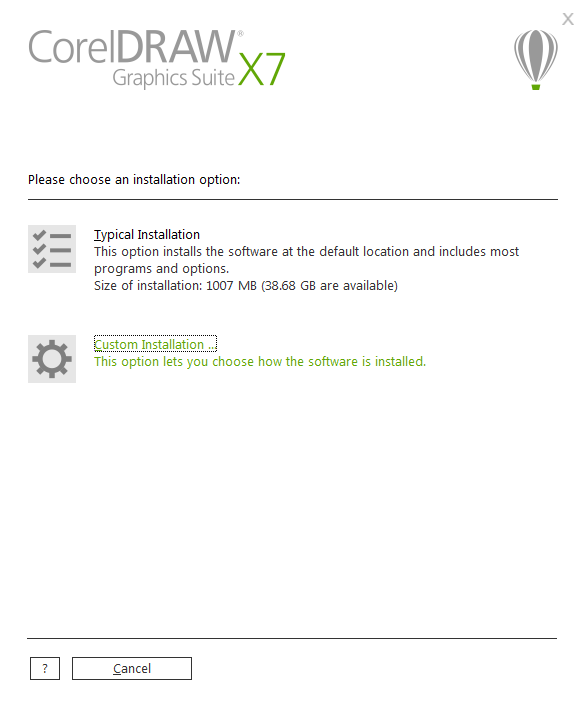 X
CorelDRAW®
Graphics Suite X7
Please choose an installation option:
Typical Installation
This option installs the software at the default location and includes most
programs and options.
Size of installation: 1007 MB (38.68 GB are available)
Custom Installation ...
This option lets you choose how the software is installed.
?
Cancel